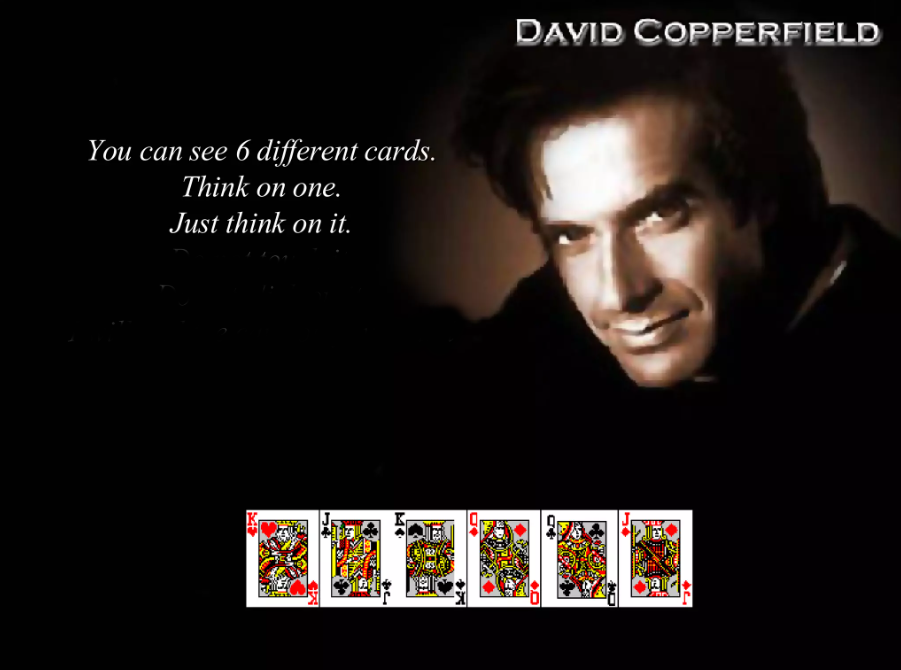 David Copperfield
You can see 6 different cards.
Think on one.
Just think on it.
K J K Q Q J
K J K Q Q J